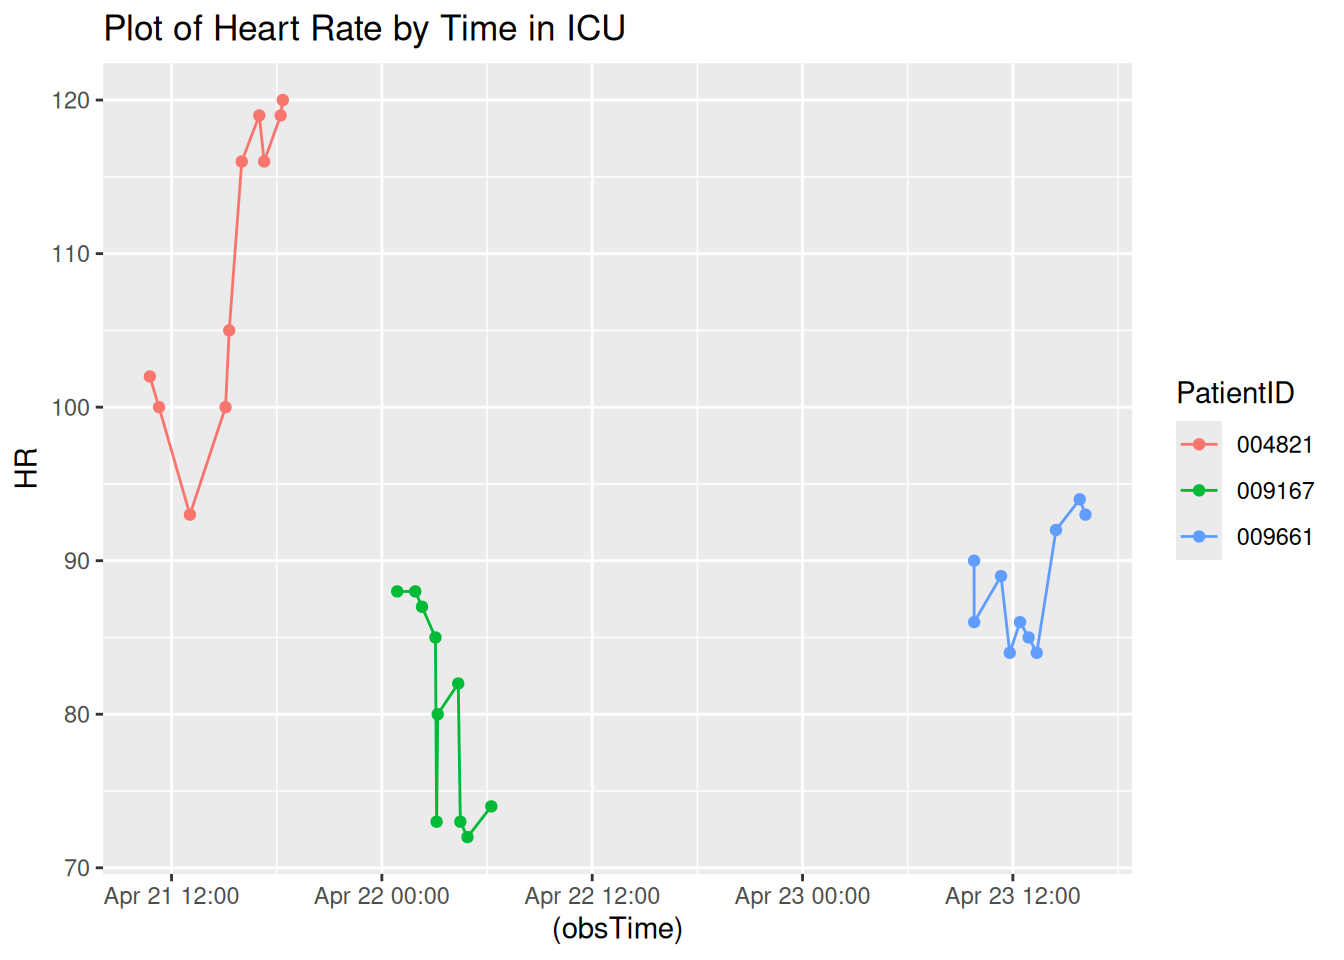 Plot of Heart Rate by Time in ICU
120
110
100
90
80
70
HR
Apr 21 12:00
Apr 22 00:00
Apr 22 12:00
Apr 23 00:00
Apr 23 12:00
(obsTime)
PatientID
004821
009167
009661